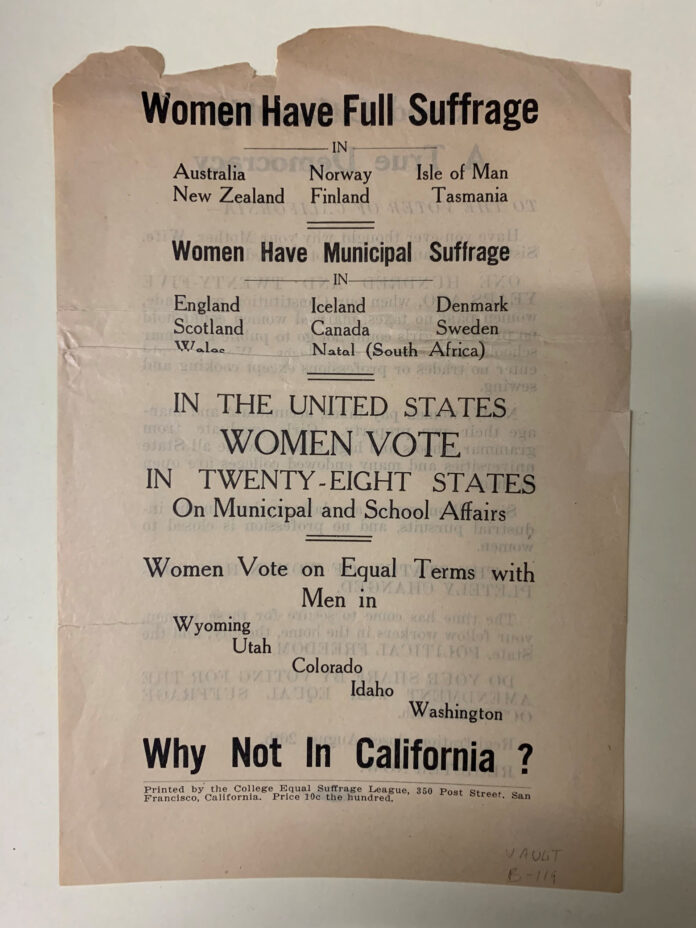 Women Have Full Suffrage
IN
Australia Norway Isle of Man
New Zealand Finland Tasmania
Women Have Municipal Suffrage
IN
England Iceland Denmark
Scotland Canada Sweden
Wales Natal (South Africa)
IN THE UNITED STATES
WOMEN VOTE
IN TWENTY-EIGHT STATES
On Municipal and School Affairs
Women Vote on Equal Terms with
Men in
Wyoming
Utah
Colorado
Idaho
Washington
Why Not In California ?
Printed by the College Equal Suffrage League, 350 Post Street, San
Francisco, California. Price 10c the hundred.
VAULT
B-119